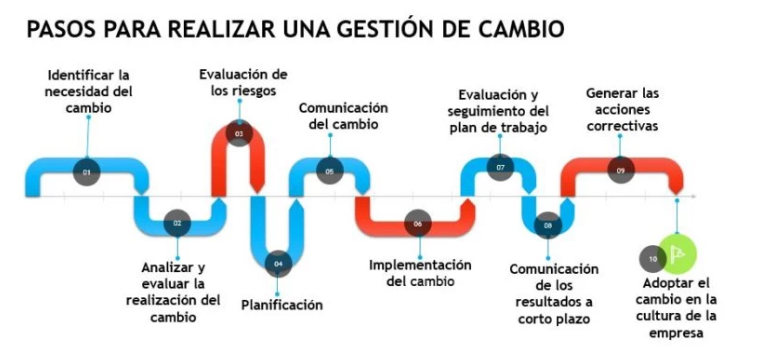 PASOS PARA REALIZAR UNA GESTIÓN DE CAMBIO
Identificar la
necesidad del
cambio
01
Analizar y
evaluar la
realización del
cambio
02
Evaluación de
los riesgos
03
Planificación
04
Comunicación
del cambio
05
Implementación
del cambio
06
Evaluación y
seguimiento del
plan de trabajo
07
Comunicación
de los
resultados a
corto plazo
08
Generar las
acciones
correctivas
09
10
Adoptar el
cambio en la
cultura de la
empresa